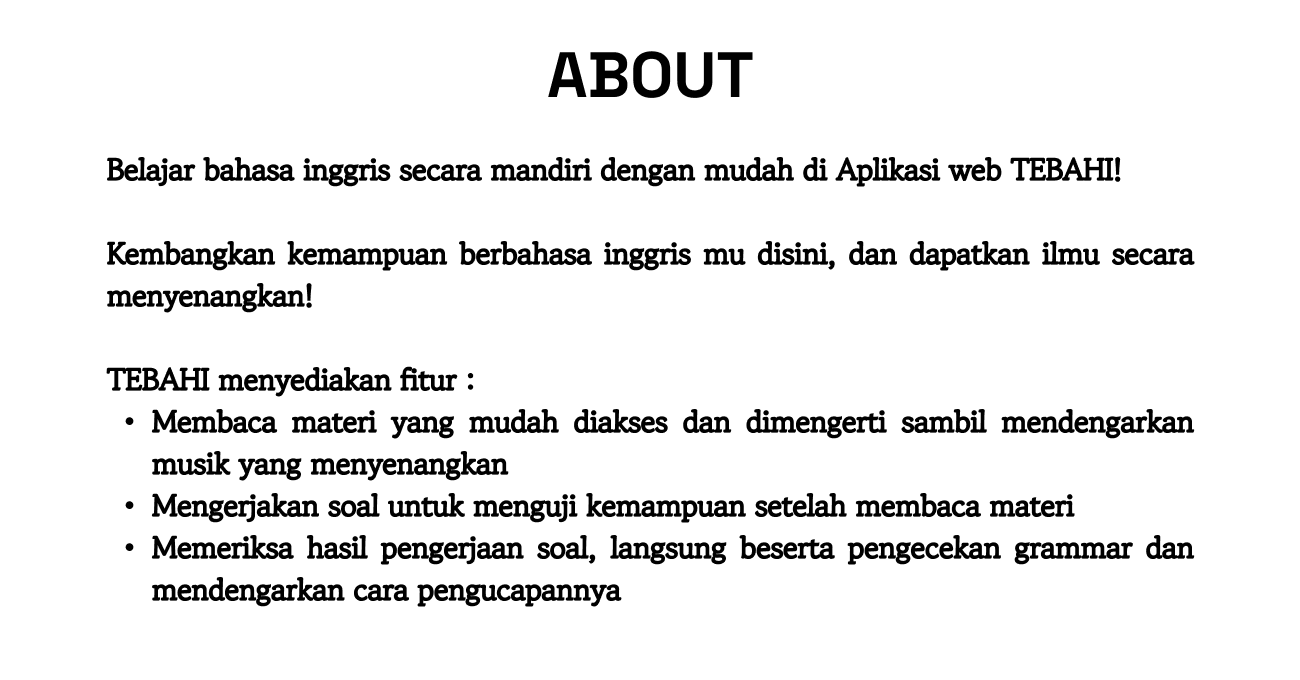 ABOUT
Belajar bahasa inggris secara mandiri dengan mudah di Aplikasi web TEBAHI!
Kembangkan kemampuan berbahasa inggris mu disini, dan dapatkan ilmu secara
menyenangkan!
TEBAHI menyediakan fitur :
• Membaca materi yang mudah diakses dan dimengerti sambil mendengarkan
musik yang menyenangkan
• Mengerjakan soal untuk menguji kemampuan setelah membaca materi
• Memeriksa hasil pengerjaan soal, langsung beserta pengecekan grammar dan
mendengarkan cara pengucapannya